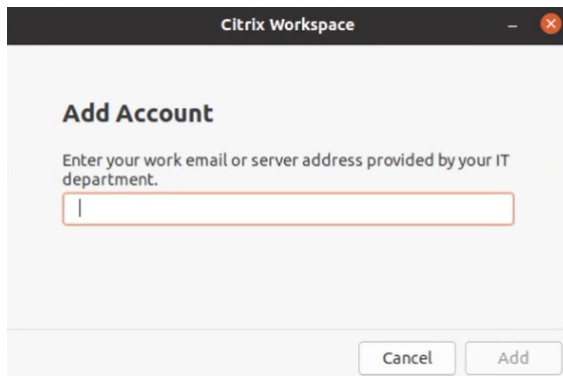 Citrix Workspace
Add Account
Enter your work email or server address provided by your IT
department.
Cancel Add